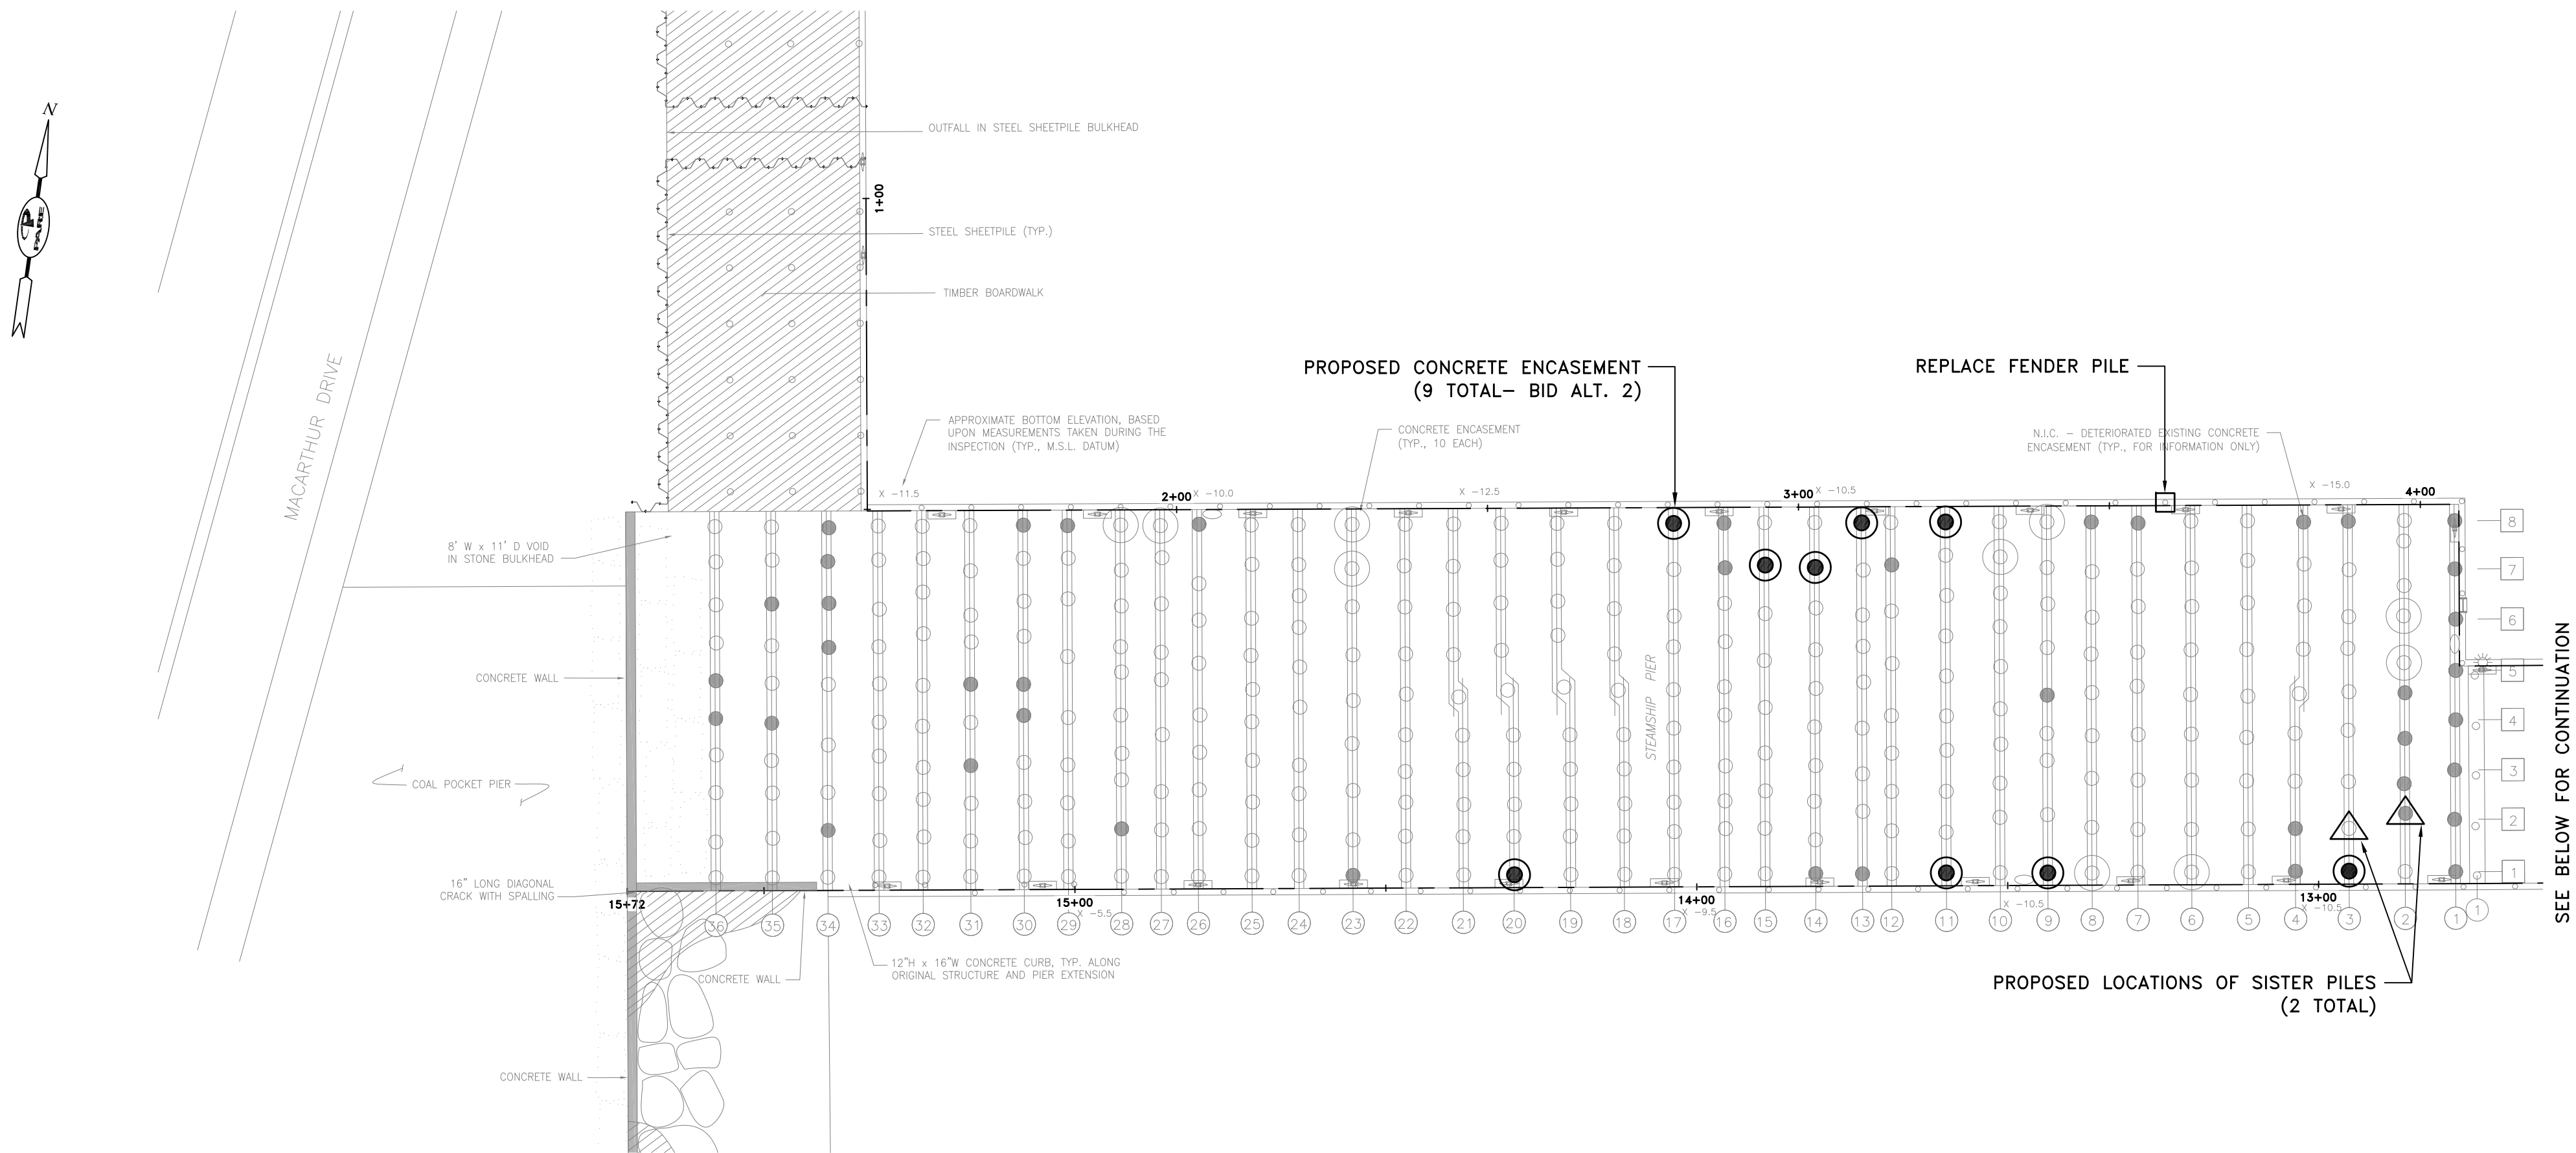 N
PARE
MACARTHUR DRIVE
OUTFALL IN STEEL SHEETPILE BULKHEAD
1+00
STEEL SHEETPILE (TYP.)
TIMBER BOARDWALK
PROPOSED CONCRETE ENCASEMENT
(9 TOTAL– BID ALT. 2)
REPLACE FENDER PILE
APPROXIMATE BOTTOM ELEVATION, BASED
UPON MEASUREMENTS TAKEN DURING THE
INSPECTION (TYP., M.S.L. DATUM)
CONCRETE ENCASEMENT
(TYP., 10 EACH)
N.I.C. – DETERIORATED EXISTING CONCRETE
ENCASEMENT (TYP., FOR INFORMATION ONLY)
X -11.5
2+00
X -10.0
X -12.5
3+00
X -10.5
X -15.0
4+00
8' W x 11' D VOID
IN STONE BULKHEAD
8
7
6
5
4
3
2
1
CONCRETE WALL
STEAMSHIP PIER
COAL POCKET PIER
SEE BELOW FOR CONTINUATION
16" LONG DIAGONAL
CRACK WITH SPALLING
15+72
15+00
X -5.5
14+00
X -9.5
X -10.5
13+00
X -10.5
36 35 34 33 32 31 30 29 28 27 26 25 24 23 22 21 20 19 18 17 16 15 14 13 12 11 10 9 8 7 6 5 4 3 2 1 1
12"H x 16"W CONCRETE CURB, TYP. ALONG
ORIGINAL STRUCTURE AND PIER EXTENSION
CONCRETE WALL
PROPOSED LOCATIONS OF SISTER PILES
(2 TOTAL)
CONCRETE WALL